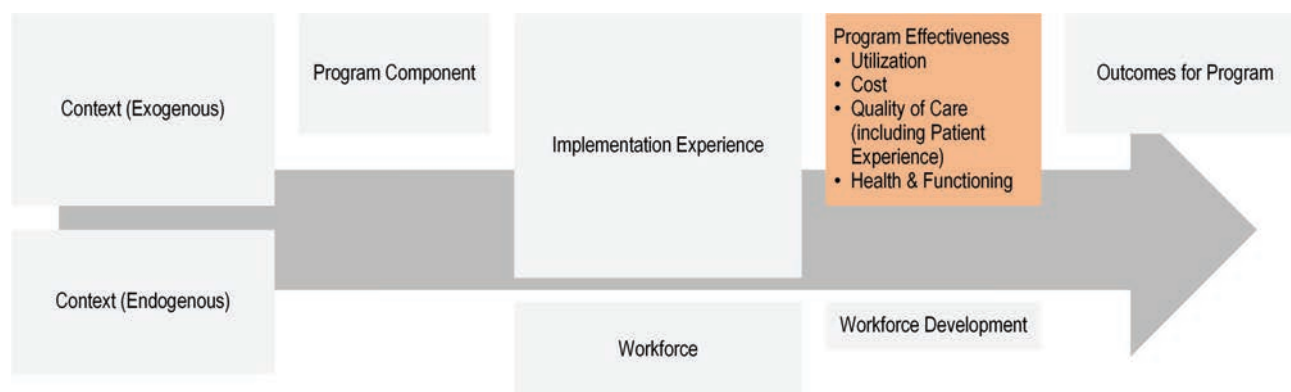 Context (Exogenous)
Context (Endogenous)
Program Component
Implementation Experience
Workforce
Program Effectiveness
• Utilization
• Cost
• Quality of Care
(including Patient
Experience)
• Health & Functioning
Workforce Development
Outcomes for Program